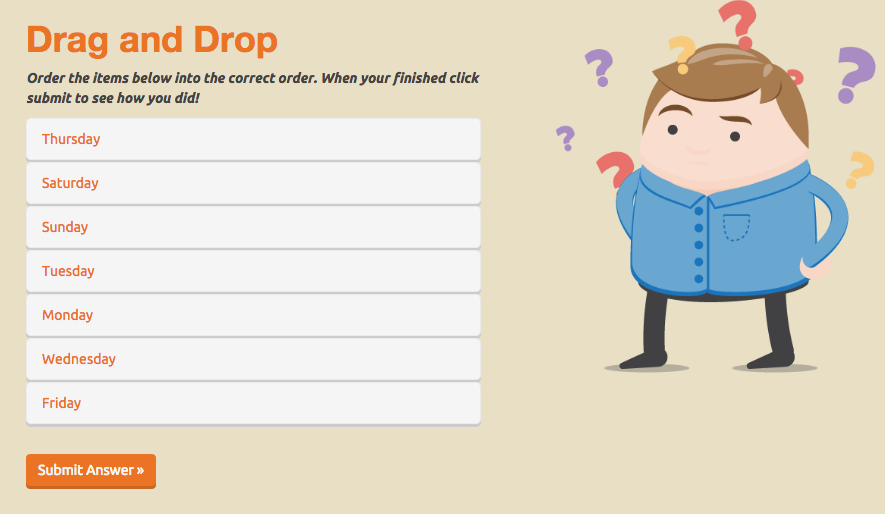 Drag and Drop
Order the items below into the correct order. When your finished click
submit to see how you did!
Thursday
Saturday
Sunday
Tuesday
Monday
Wednesday
Friday
Submit Answer »